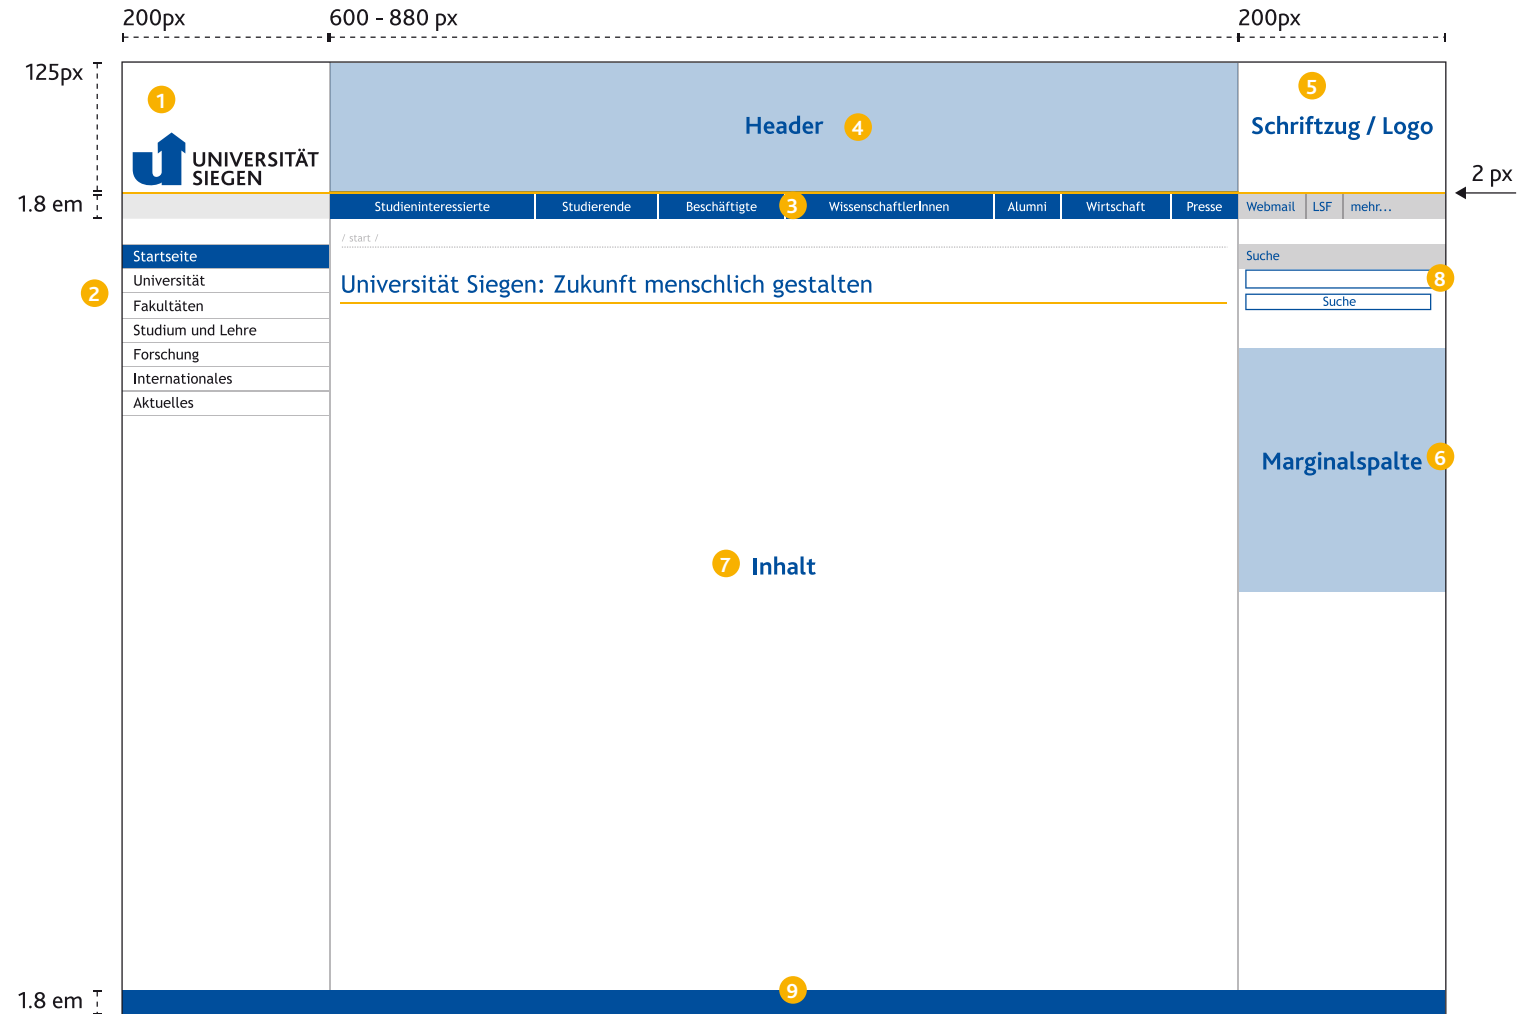 200px
600 - 880 px
200px
125px
1
5
Header 4
Schriftzug / Logo
UNIVERSITÄT
SIEGEN
2 px
1.8 em
Studieninteressierte
Studierende
Beschäftigte
3
WissenschaftlerInnen
Alumni
Wirtschaft
Presse
Webmail
LSF
mehr...
/ start /
Startseite
Universität
Fakultäten
Studium und Lehre
Forschung
Internationales
Aktuelles
2
Universität Siegen: Zukunft menschlich gestalten
Suche
8
Suche
Marginalspalte 6
7 Inhalt
1.8 em
9